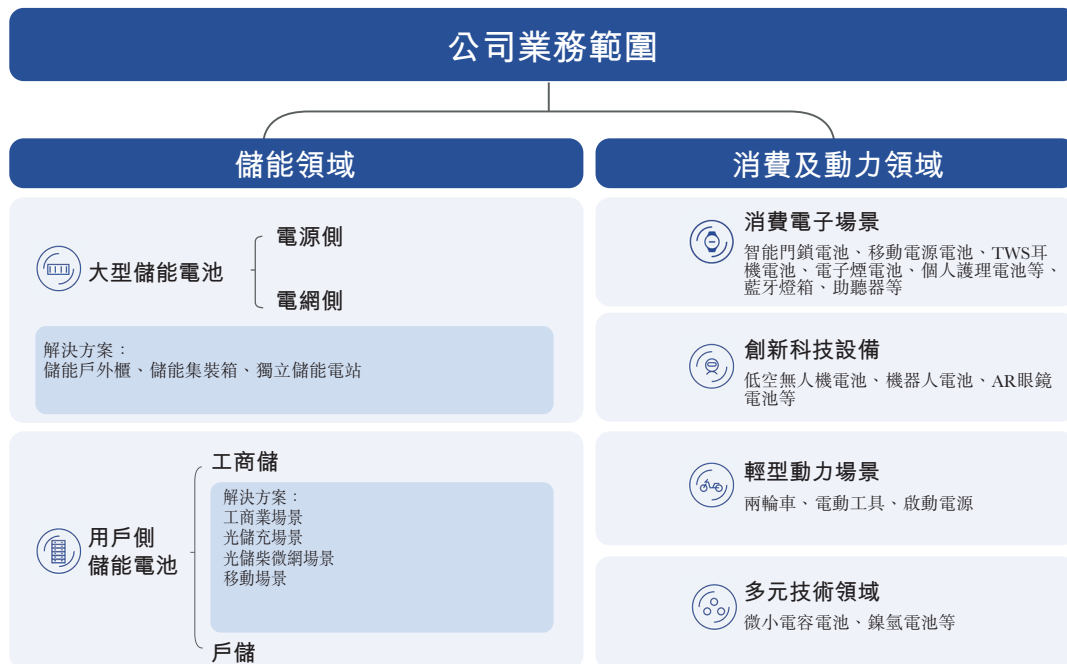 公司業務範圍
儲能領域
電源側
大型儲能電池
電網側
解決方案：
儲能戶外櫃、儲能集裝箱、獨立儲能電站
工商儲
解決方案：
工商業場景
光儲充場景
光儲柴微網場景
移動場景
用戶側
儲能電池
戶儲
消費及動力領域
消費電子場景
智能門鎖電池、移動電源電池、TWS耳
機電池、電子煙電池、個人護理電池等、
藍牙燈箱、助聽器等
創新科技設備
低空無人機電池、機器人電池、AR眼鏡
電池等
輕型動力場景
兩輪車、電動工具、啟動電源
多元技術領域
微小電容電池、鎳氫電池等